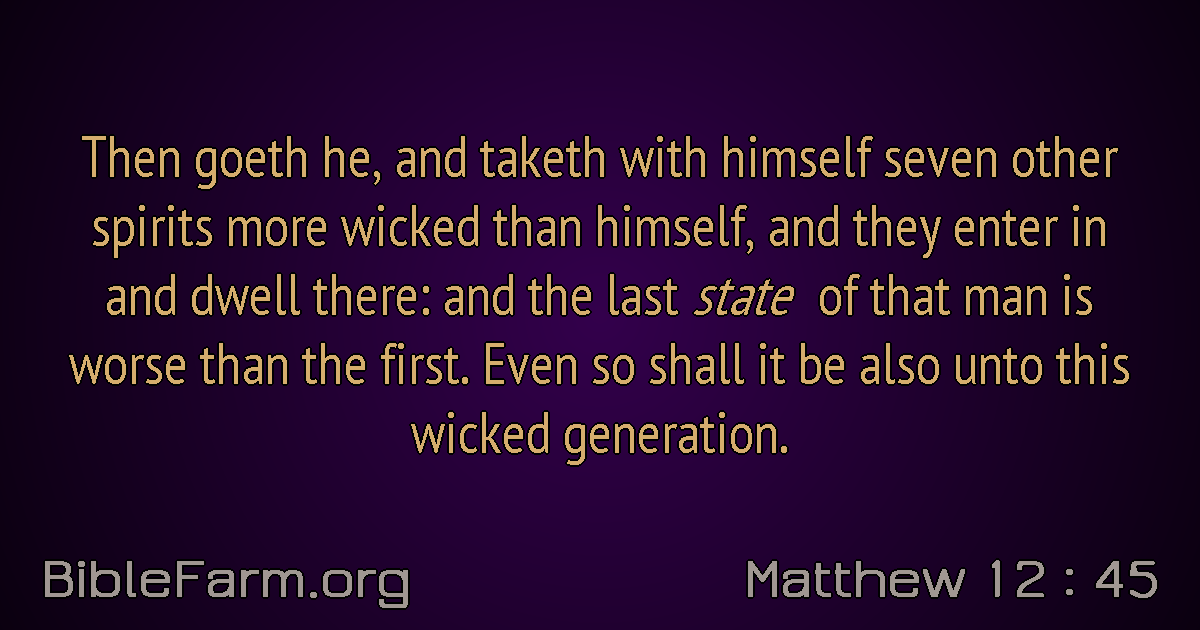 Then goeth he, and taketh with himself seven other
spirits more wicked than himself, and they enter in
and dwell there: and the last state of that man is
worse than the first. Even so shall it be also unto this
wicked generation.
BibleFarm.org
Matthew 12 : 45